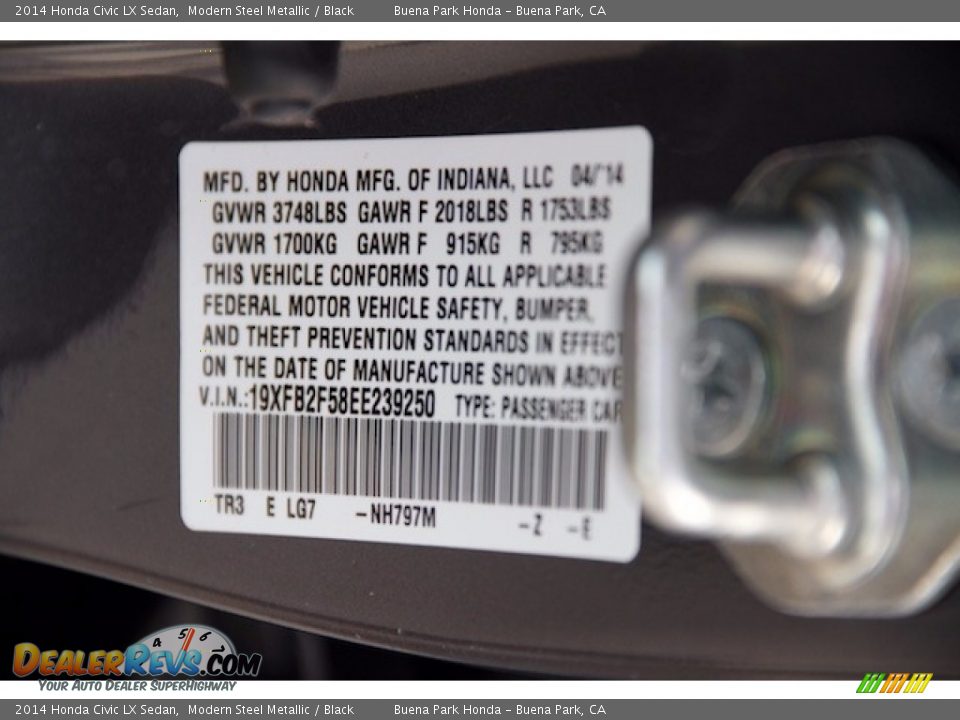 2014 Honda Civic LX Sedan, Modern Steel Metallic / Black Buena Park Honda – Buena Park, CA
MFD. BY HONDA MFG. OF INDIANA, LLC 04/'14
GVWR 3748LBS GAWR F 2018LBS R 1753LBS
GVWR 1700KG GAWR F 915KG R 795KG
THIS VEHICLE CONFORMS TO ALL APPLICABLE
FEDERAL MOTOR VEHICLE SAFETY, BUMPER,
AND THEFT PREVENTION STANDARDS IN EFFECT
ON THE DATE OF MANUFACTURE SHOWN ABOVE
V.I.N.:19XFB2F58EE239250 TYPE: PASSENGER CAR
TR3 E LG7 –NH797M –Z –E
4 5 6
DEALERREVS.COM
YOUR AUTO DEALER SUPERHIGHWAY
2014 Honda Civic LX Sedan, Modern Steel Metallic / Black Buena Park Honda – Buena Park, CA